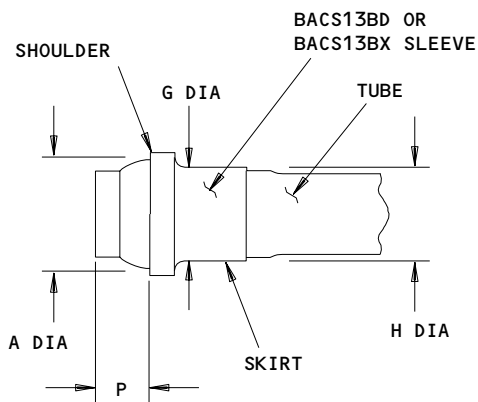 BACS13BD OR
BACS13BX SLEEVE
SHOULDER
G DIA
TUBE
A DIA
H DIA
SKIRT
P